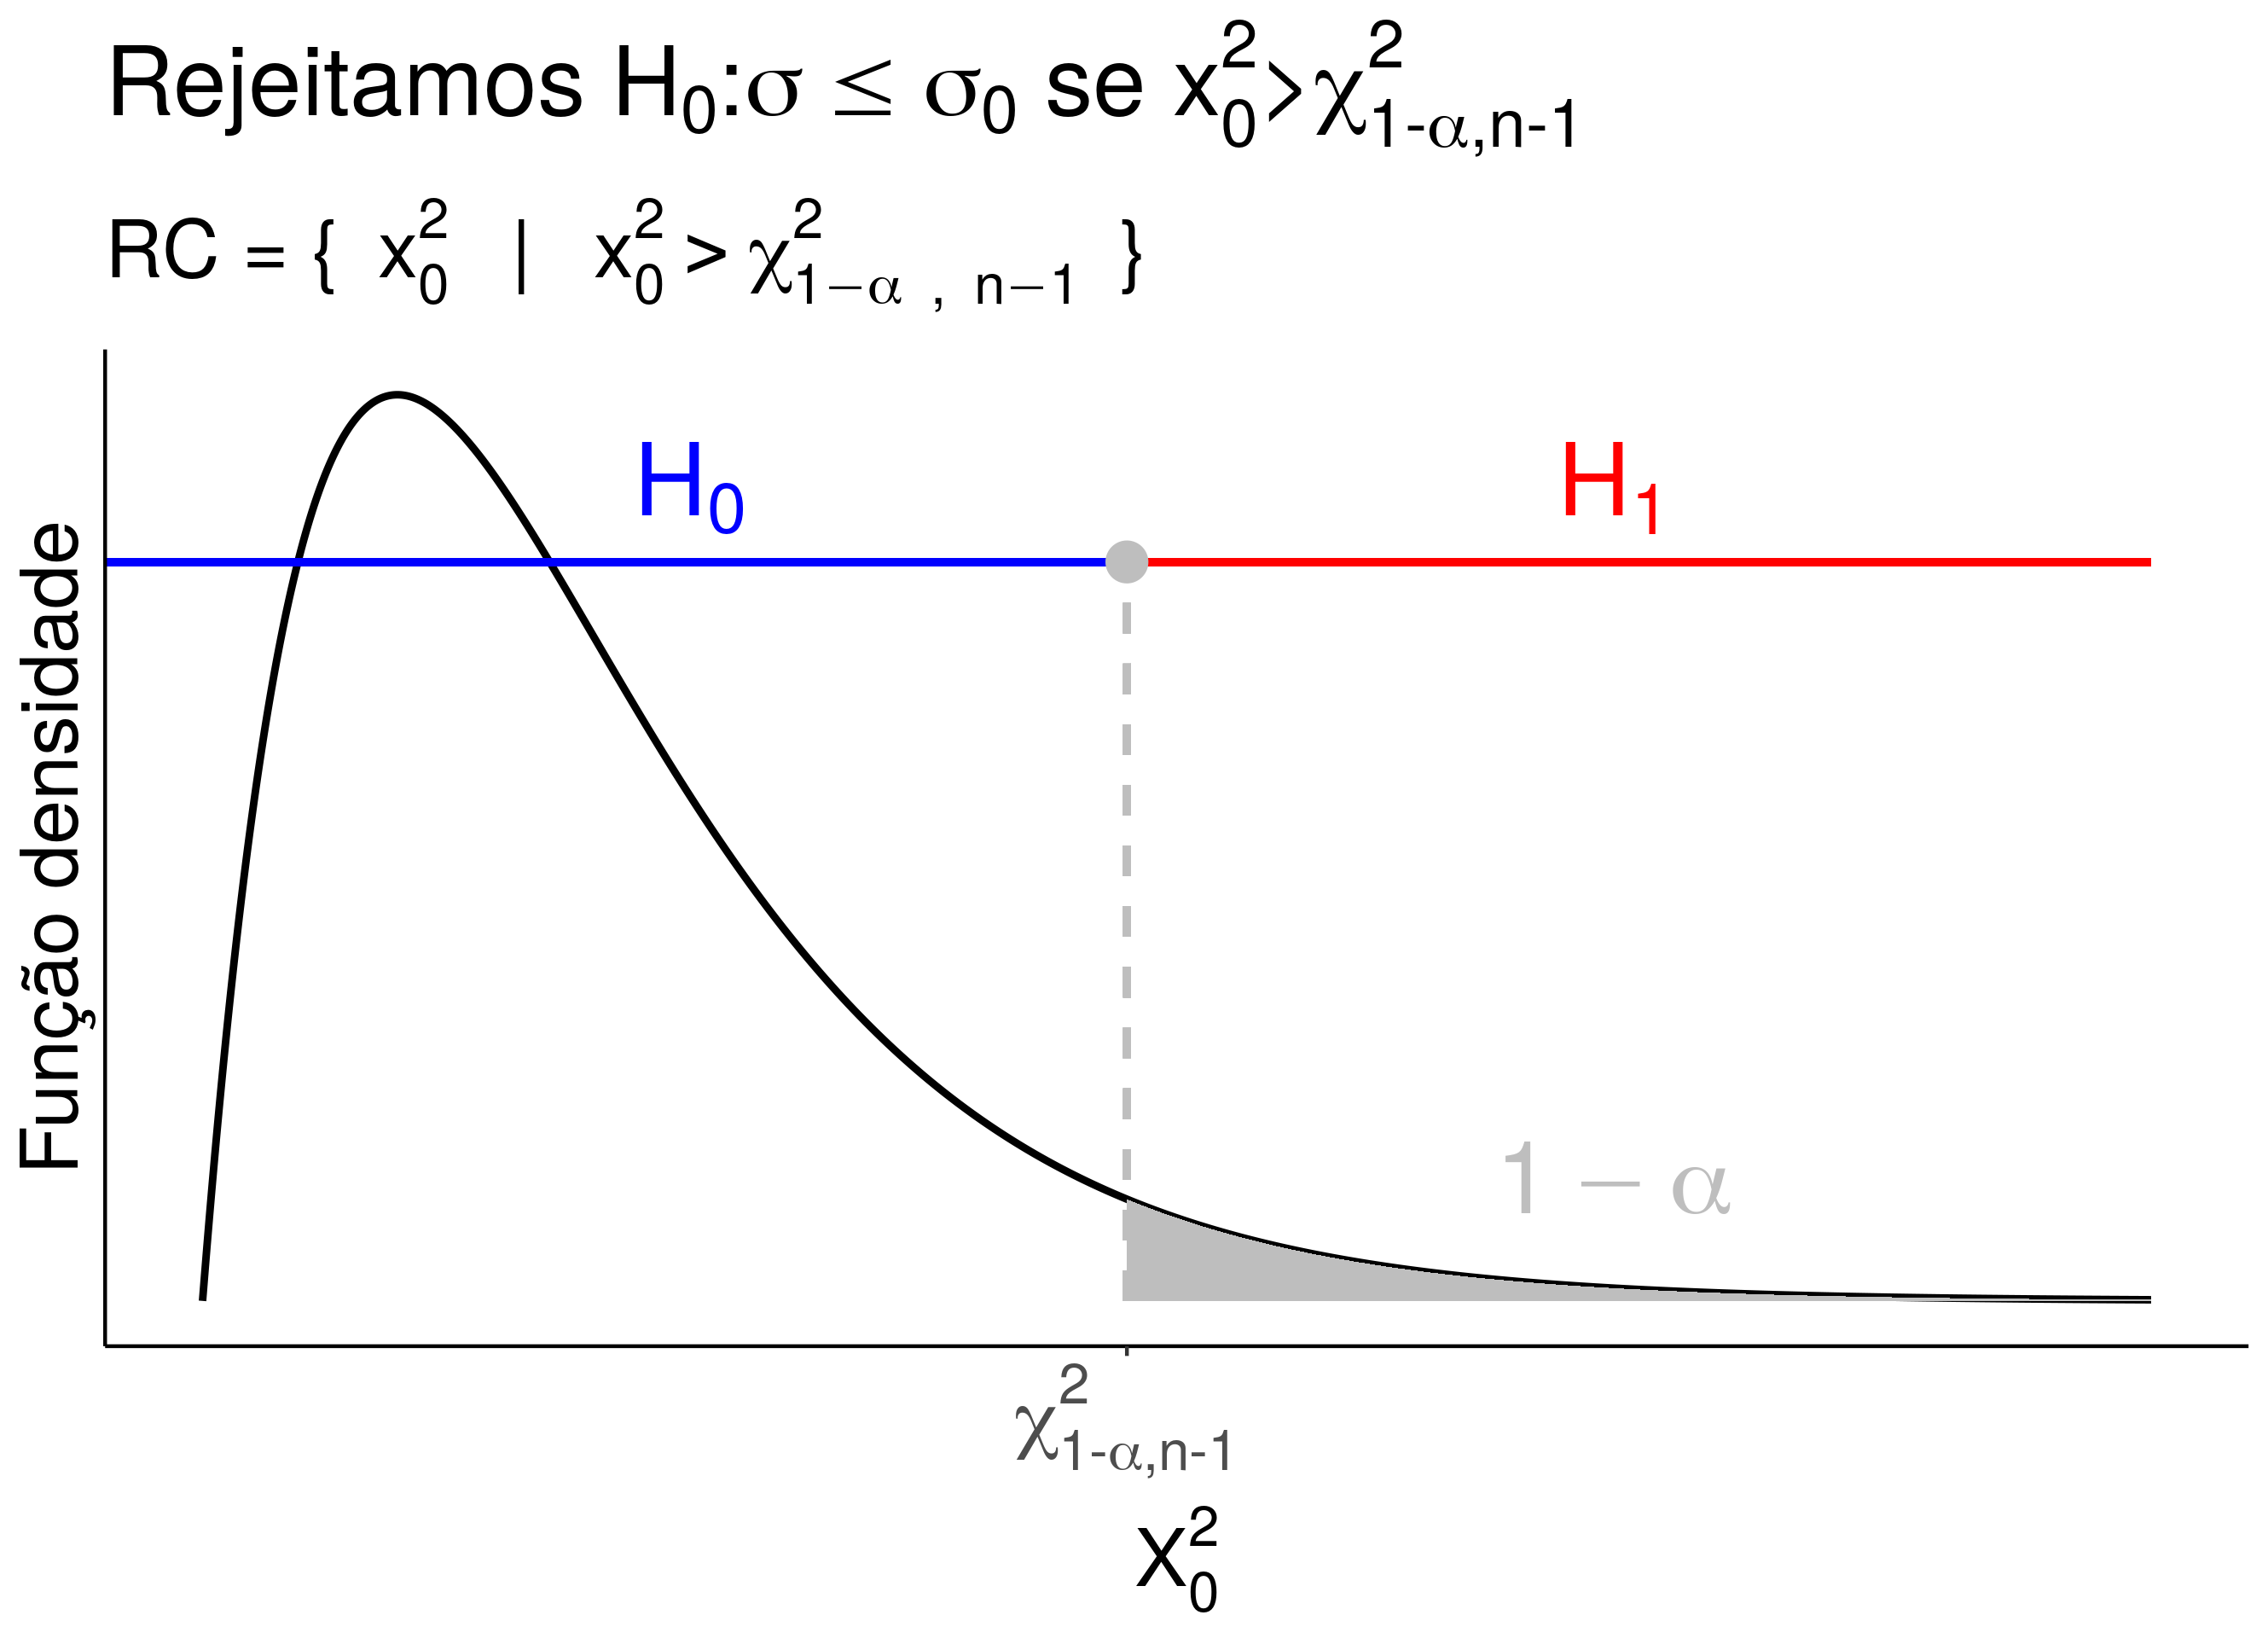 Rejeitamos H₀:σ ≤ σ₀ se x₀²>χ²₁₋α,n-1
RC = { x₀² | x₀² > χ²₁₋α , n−1 }
H₀
H₁
Função densidade
1 − α
χ²₁₋α,n-1
X₀²